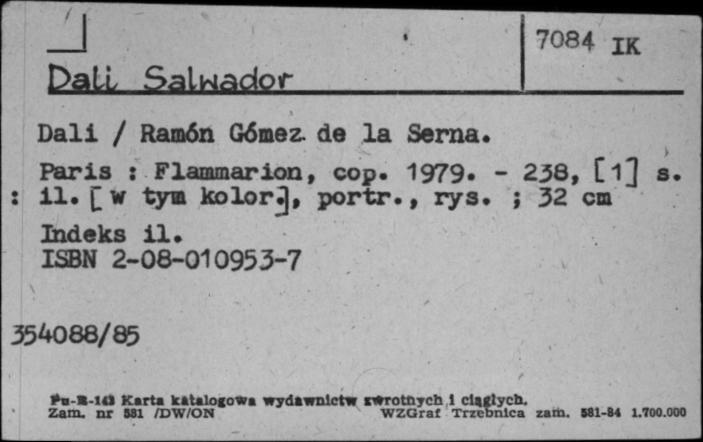 7084 IK
Dali Salwador
Dali / Ramón Gómez de la Serna.
Paris : Flammarion, cop. 1979. - 238, [1] s.
: il. [w tym kolor.], portr., rys. ; 32 cm
Indeks il.
ISBN 2-08-010953-7
354088/85
Pu-R-143 Karta katalogowa wydawnictw zwrotnych i ciągłych.
Zam. nr 581 /DW/ON WZGraf Trzebnica zam. 581-84 1.700.000